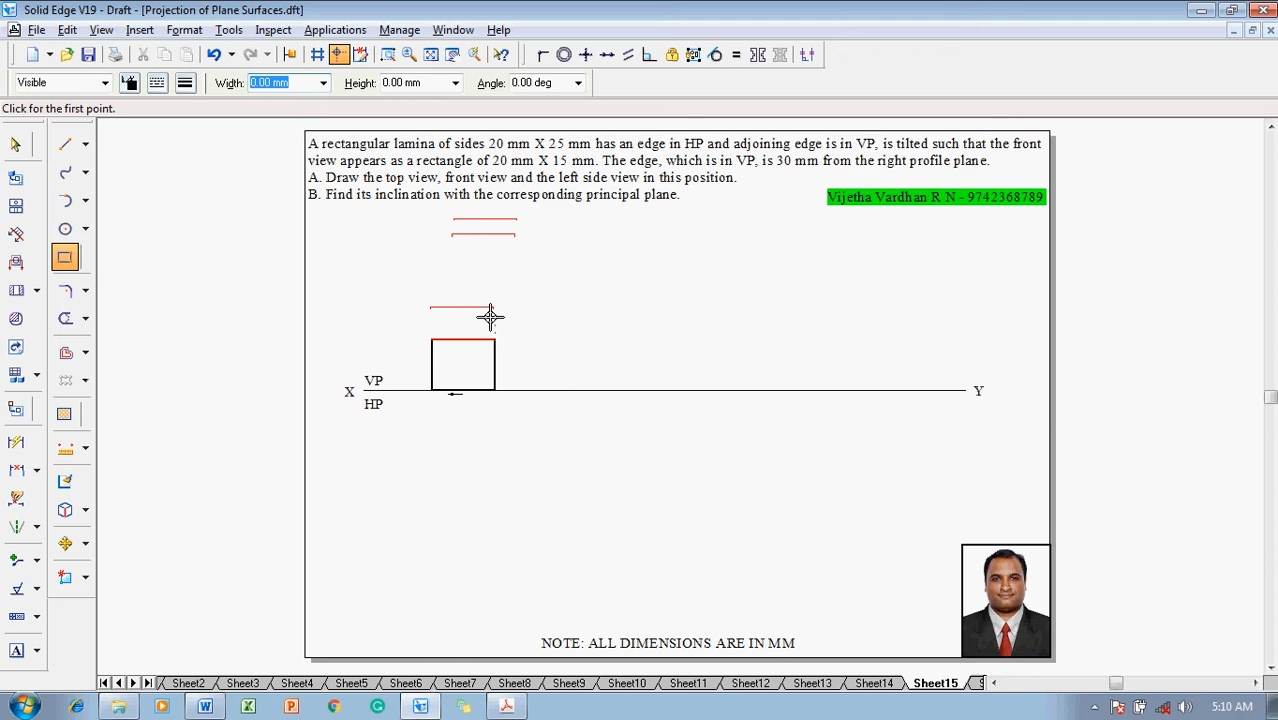 Solid Edge V19 - Draft - [Projection of Plane Surfaces.dft]
File Edit View Insert Format Tools Inspect Applications Manage Window Help
Visible Width: 0.00 mm Height: 0.00 mm Angle: 0.00 deg
Click for the first point.
A rectangular lamina of sides 20 mm X 25 mm has an edge in HP and adjoining edge is in VP, is tilted such that the front
view appears as a rectangle of 20 mm X 15 mm. The edge, which is in VP, is 30 mm from the right profile plane.
A. Draw the top view, front view and the left side view in this position.
B. Find its inclination with the corresponding principal plane.
Vijetha Vardhan R N - 9742368789
VP
X Y
HP
NOTE: ALL DIMENSIONS ARE IN MM
Sheet2 Sheet3 Sheet4 Sheet5 Sheet6 Sheet7 Sheet8 Sheet9 Sheet10 Sheet11 Sheet12 Sheet13 Sheet14 Sheet15
5:10 AM